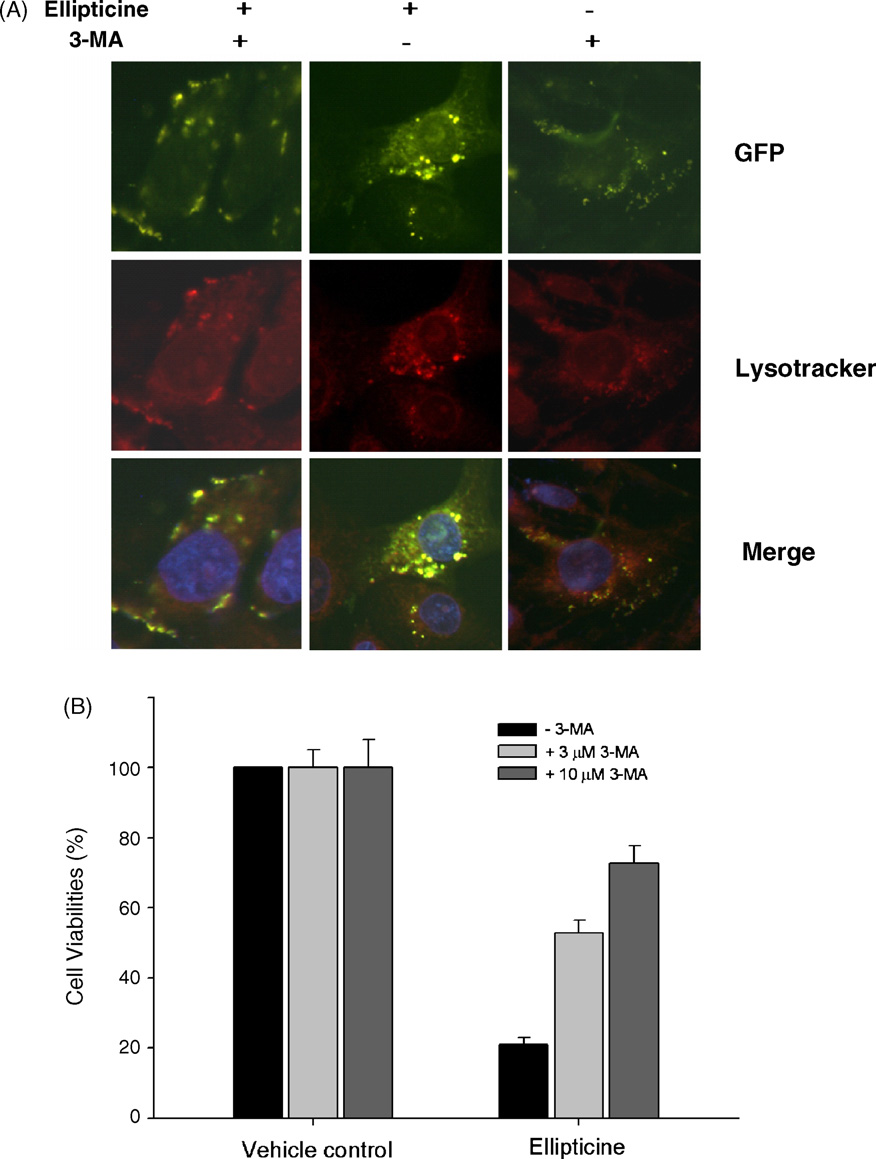 (A) Ellipticine + + -
3-MA + - +
GFP
Lysotracker
Merge
(B)
- 3-MA
+ 3 μM 3-MA
+ 10 μM 3-MA
Cell Viabilities (%)
100
80
60
40
20
0
Vehicle control Ellipticine